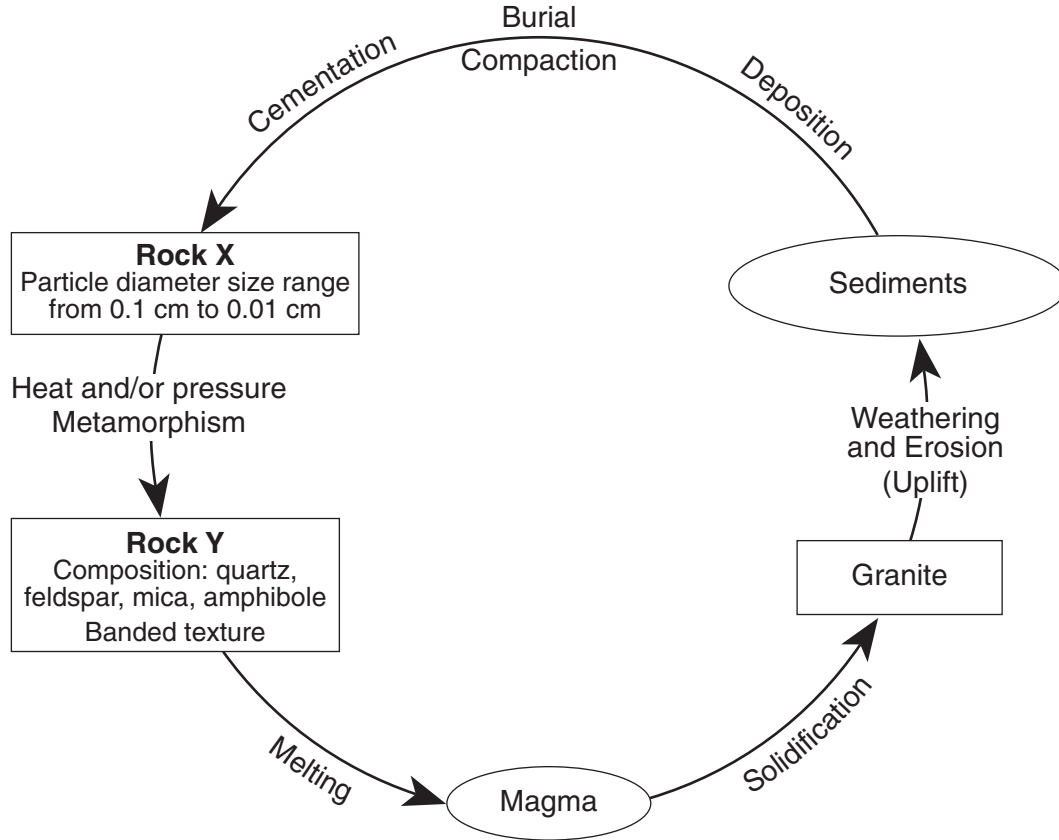 Burial
Compaction
Cementation
Deposition
Rock X
Particle diameter size range
from 0.1 cm to 0.01 cm
Sediments
Heat and/or pressure
Metamorphism
Weathering
and Erosion
(Uplift)
Rock Y
Composition: quartz,
feldspar, mica, amphibole
Banded texture
Granite
Melting
Solidification
Magma